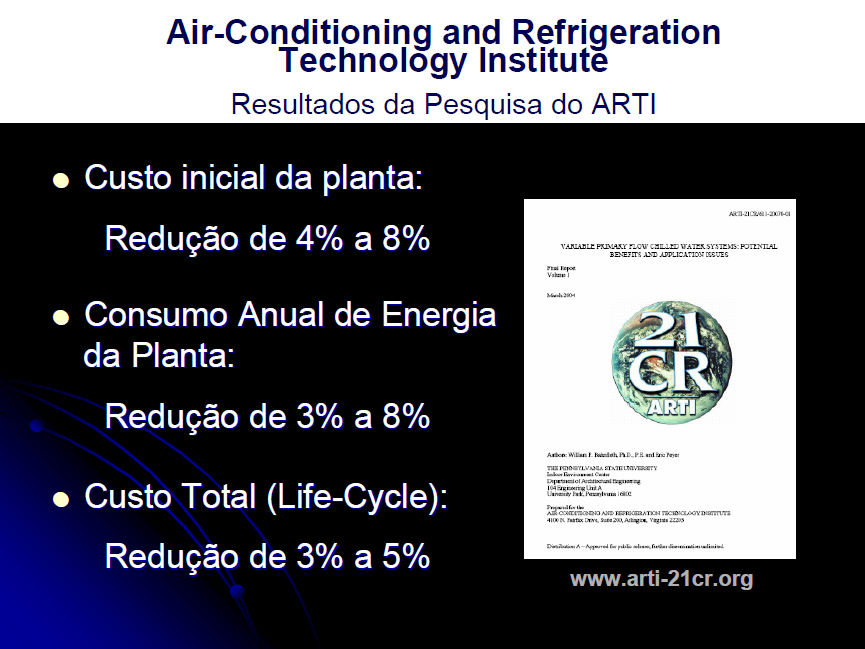 Air-Conditioning and Refrigeration
Technology Institute
Resultados da Pesquisa do ARTI
Custo inicial da planta:
Redução de 4% a 8%
Consumo Anual de Energia
da Planta:
Redução de 3% a 8%
Custo Total (Life-Cycle):
Redução de 3% a 5%
ARTI-21CR/611-20070-01
VARIABLE PRIMARY FLOW CHILLED WATER SYSTEMS: POTENTIAL
BENEFITS AND APPLICATION ISSUES
Final Report
Volume 1
March 2004
21
CR
ARTI
Authors: William P. Bahnfleth, Ph.D., P.E. and Eric Peyer
THE PENNSYLVANIA STATE UNIVERSITY
Indoor Environment Center
Department of Architectural Engineering
104 Engineering Unit A
University Park, Pennsylvania 16802
Prepared for the
AIR-CONDITIONING AND REFRIGERATION TECHNOLOGY INSTITUTE
4100 N. Fairfax Drive, Suite 200, Arlington, Virginia 22203
Distribution A – Approved for public release; further dissemination unlimited.
www.arti-21cr.org